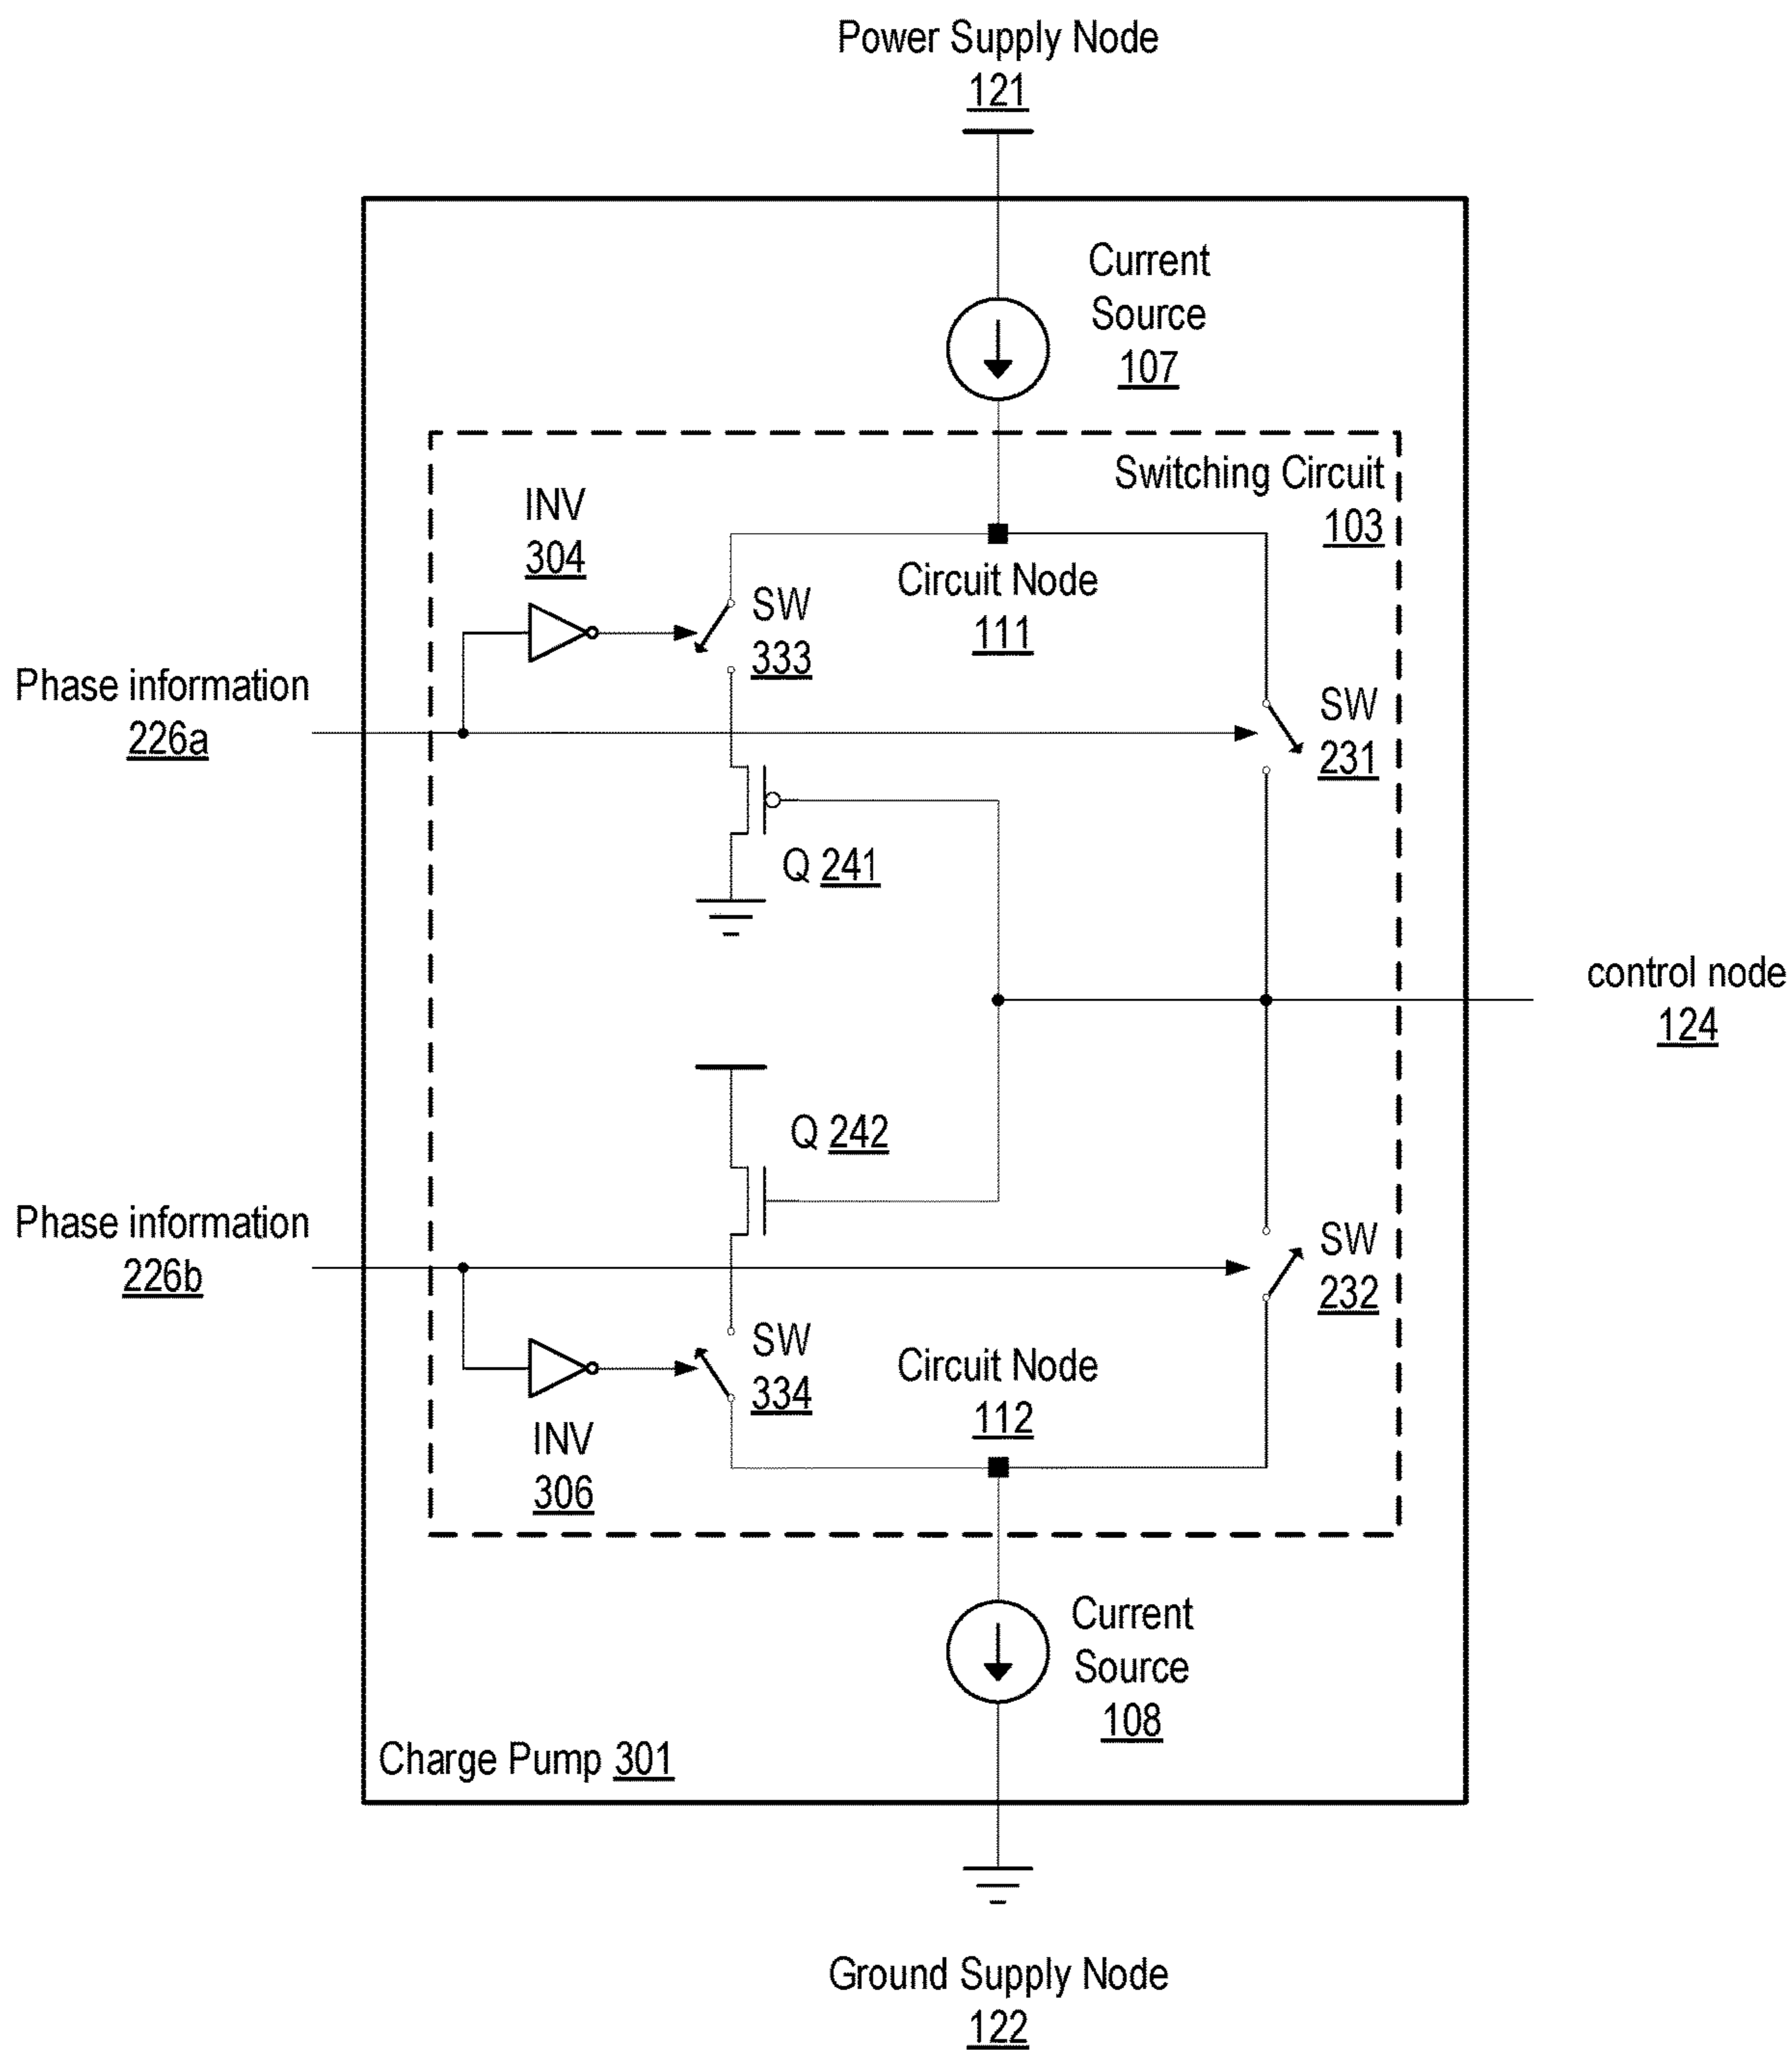 Power Supply Node
121
Current
Source
107
Switching Circuit
103
INV
304
SW
333
Circuit Node
111
Phase information
226a
SW
231
Q 241
control node
124
Q 242
Phase information
226b
SW
232
SW
334
Circuit Node
112
INV
306
Current
Source
108
Charge Pump 301
Ground Supply Node
122